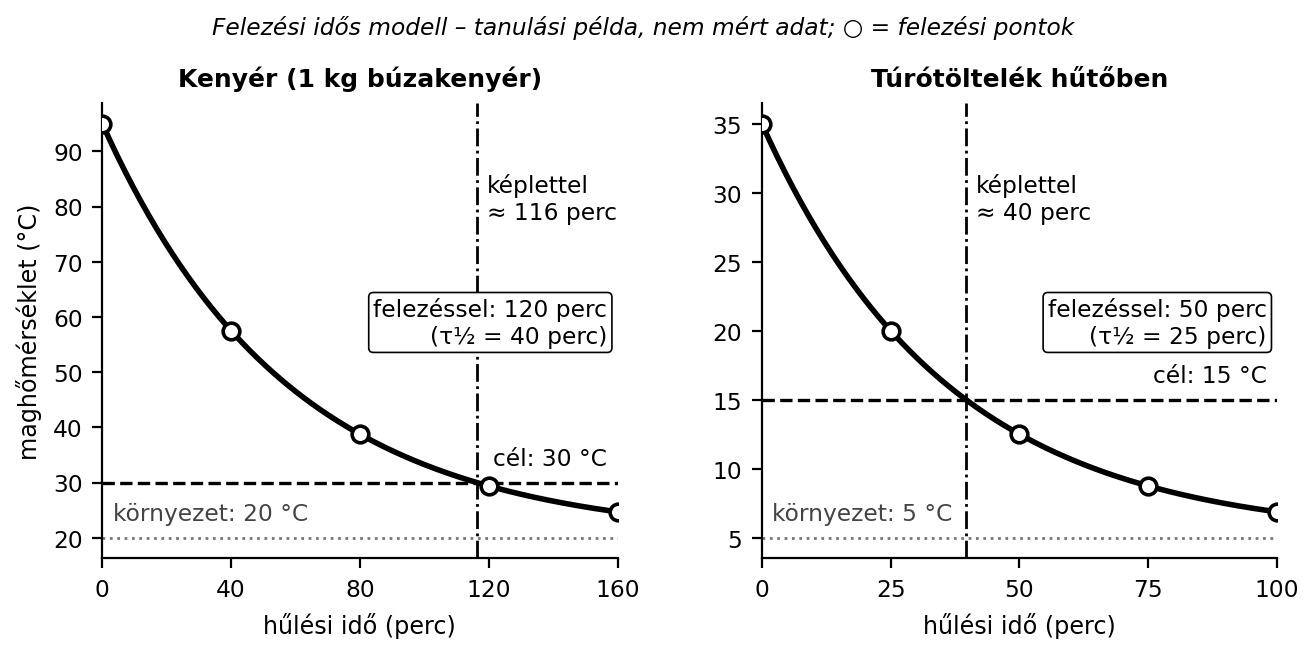 Felezési idős modell – tanulási példa, nem mért adat; ○ = felezési pontok
Kenyér (1 kg búzakenyér)
maghőmérséklet (°C)
90
80
70
60
50
40
30
20
képlettel
≈ 116 perc
felezéssel: 120 perc
(τ½ = 40 perc)
cél: 30 °C
környezet: 20 °C
0 40 80 120 160
hűlési idő (perc)
Túrótöltelék hűtőben
35
30
25
20
15
10
5
képlettel
≈ 40 perc
felezéssel: 50 perc
(τ½ = 25 perc)
cél: 15 °C
környezet: 5 °C
0 25 50 75 100
hűlési idő (perc)